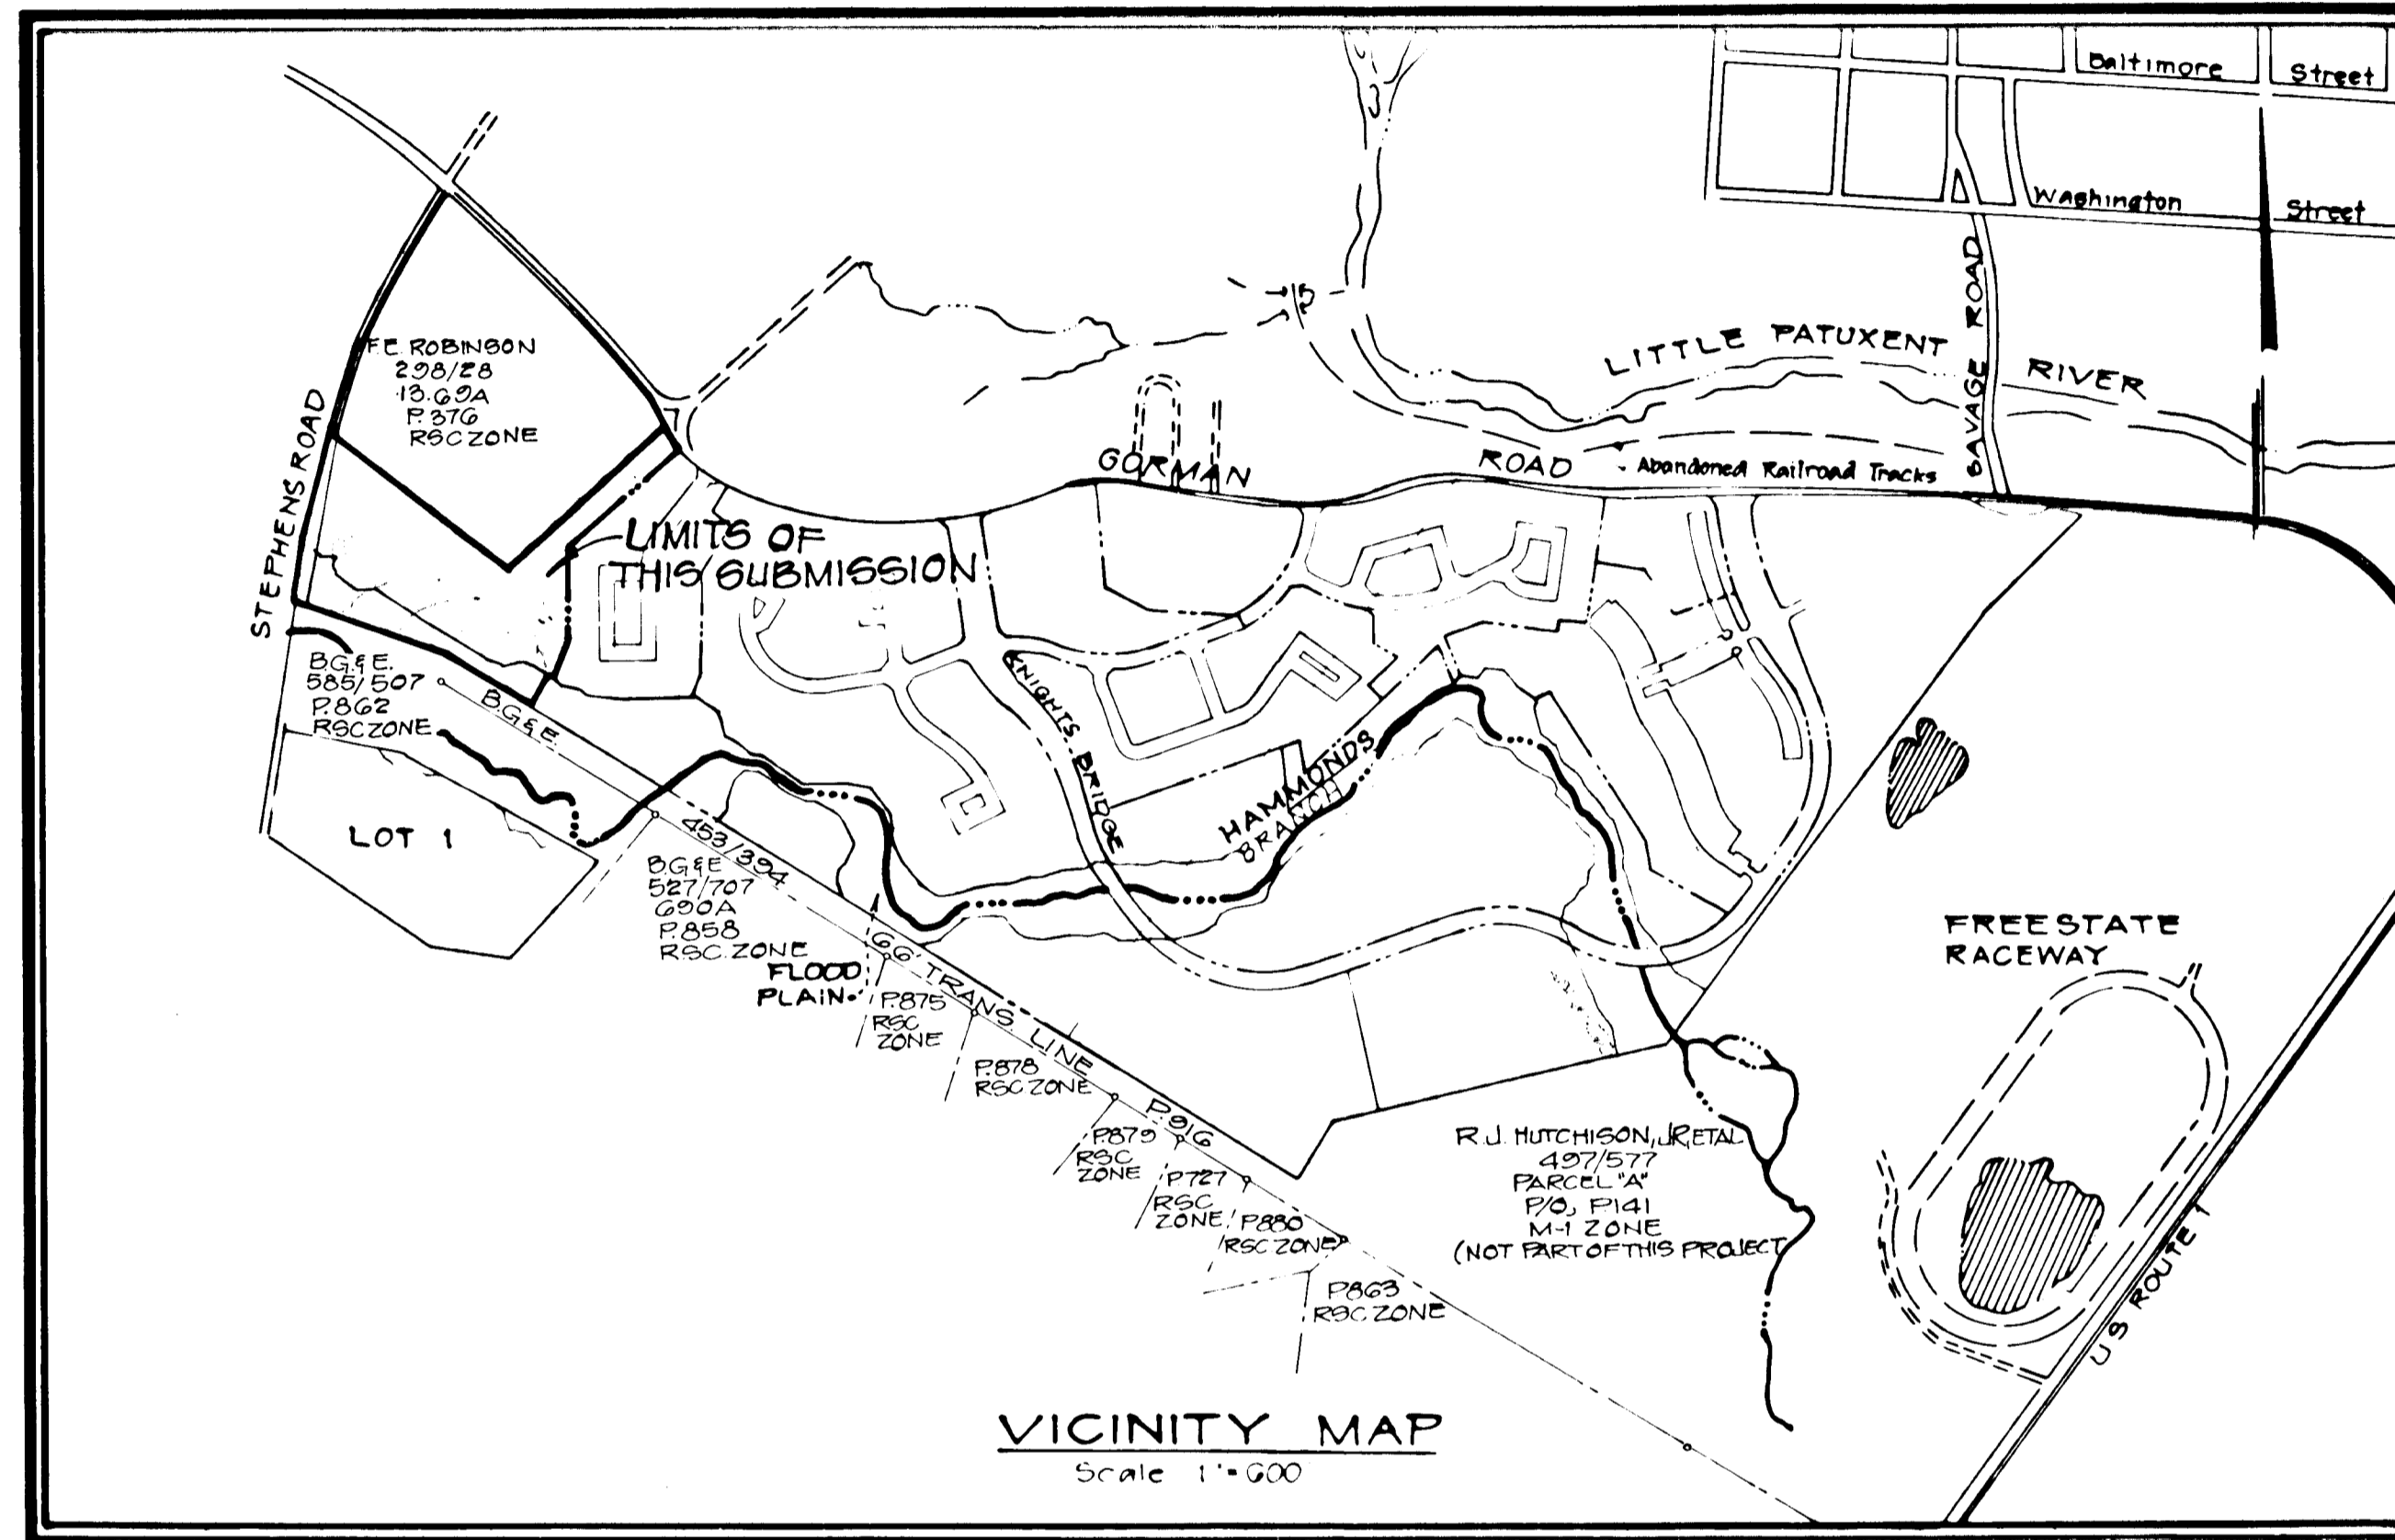 Baltimore Street
Washington Street
SAVAGE ROAD
LITTLE PATUXENT RIVER
F.E. ROBINSON
298/28
13.69A
P.376
RSC ZONE
STEPHENS ROAD
GORMAN ROAD
Abandoned Railroad Tracks
LIMITS OF
THIS SUBMISSION
B.G.&E.
585/507
P.862
RSC ZONE
B.G.&E.
KNIGHTS BRIDGE
HAMMONDS
BRANCH
LOT 1
453/394
B.G&E
527/707
690A
P.858
RSC. ZONE
FLOOD
PLAIN
66' TRANS. LINE
P.875
RSC
ZONE
P.878
RSC ZONE
P.916
P.879
RSC
ZONE
P.727
RSC
ZONE
P.880
RSC ZONE
P.863
RSC ZONE
R.J. HUTCHISON, JR, ETAL
497/577
PARCEL "A"
P/O, P141
M-1 ZONE
(NOT PART OF THIS PROJECT
FREESTATE
RACEWAY
US ROUTE 1
VICINITY MAP
Scale 1"=600